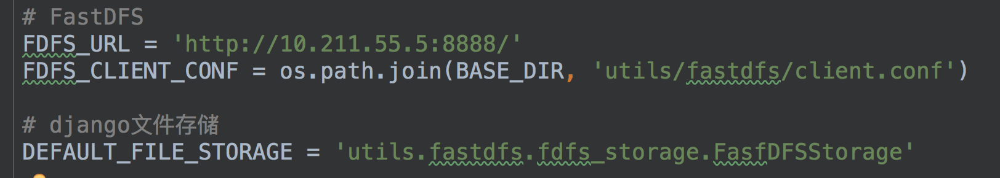 # FastDFS
FDFS_URL = 'http://10.211.55.5:8888/'
FDFS_CLIENT_CONF = os.path.join(BASE_DIR, 'utils/fastdfs/client.conf')
# django文件存储
DEFAULT_FILE_STORAGE = 'utils.fastdfs.fdfs_storage.FasfDFSStorage'